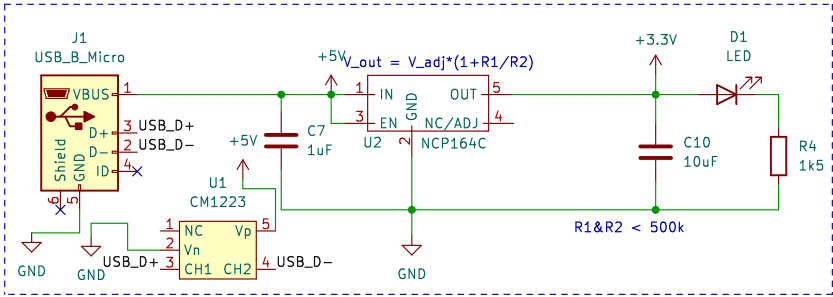 J1
USB_B_Micro
VBUS
1
D+
3
USB_D+
D-
2
USB_D-
ID
4
Shield
GND
6
5
GND
GND
+5V
U1
CM1223
1
NC
Vp
5
2
Vn
USB_D+
3
CH1
CH2
4
USB_D-
+5V
V_out = V_adj*(1+R1/R2)
C7
1uF
1
IN
OUT
5
GND
3
EN
NC/ADJ
4
U2
2
NCP164C
GND
+3.3V
D1
LED
C10
10uF
R4
1k5
R1&R2 < 500k